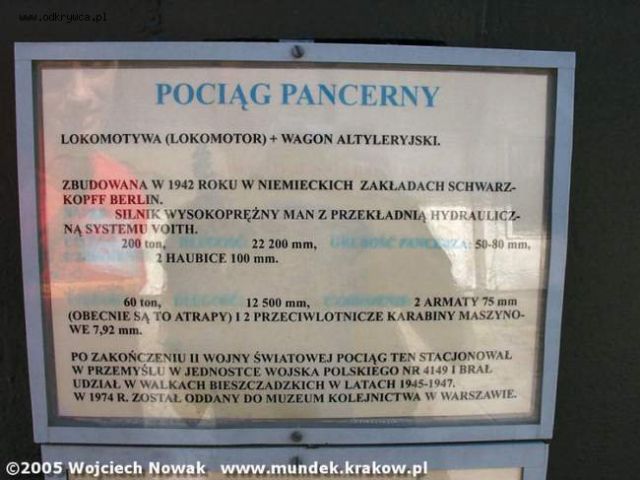 www.odkrywca.pl
POCIĄG PANCERNY
LOKOMOTYWA (LOKOMOTOR) + WAGON ALTYLERYJSKI.
ZBUDOWANA W 1942 ROKU W NIEMIECKICH ZAKŁADACH SCHWARZ-
KOPFF BERLIN.
SILNIK WYSOKOPRĘŻNY MAN Z PRZEKŁADNIĄ HYDRAULICZ-
NĄ SYSTEMU VOITH.
200 ton, DŁUGOŚĆ 22 200 mm, GRUBOŚĆ PANCERZA: 50-80 mm,
2 HAUBICE 100 mm.
60 ton, DŁUGOŚĆ 12 500 mm, UZBROJENIE 2 ARMATY 75 mm
(OBECNIE SĄ TO ATRAPY) I 2 PRZECIWLOTNICZE KARABINY MASZYNO-
WE 7,92 mm.
PO ZAKOŃCZENIU II WOJNY ŚWIATOWEJ POCIĄG TEN STACJONOWAŁ
W PRZEMYŚLU W JEDNOSTCE WOJSKA POLSKIEGO NR 4149 I BRAŁ
UDZIAŁ W WALKACH BIESZCZADZKICH W LATACH 1945-1947.
W 1974 R. ZOSTAŁ ODDANY DO MUZEUM KOLEJNICTWA W WARSZAWIE.
©2005 Wojciech Nowak www.mundek.krakow.pl